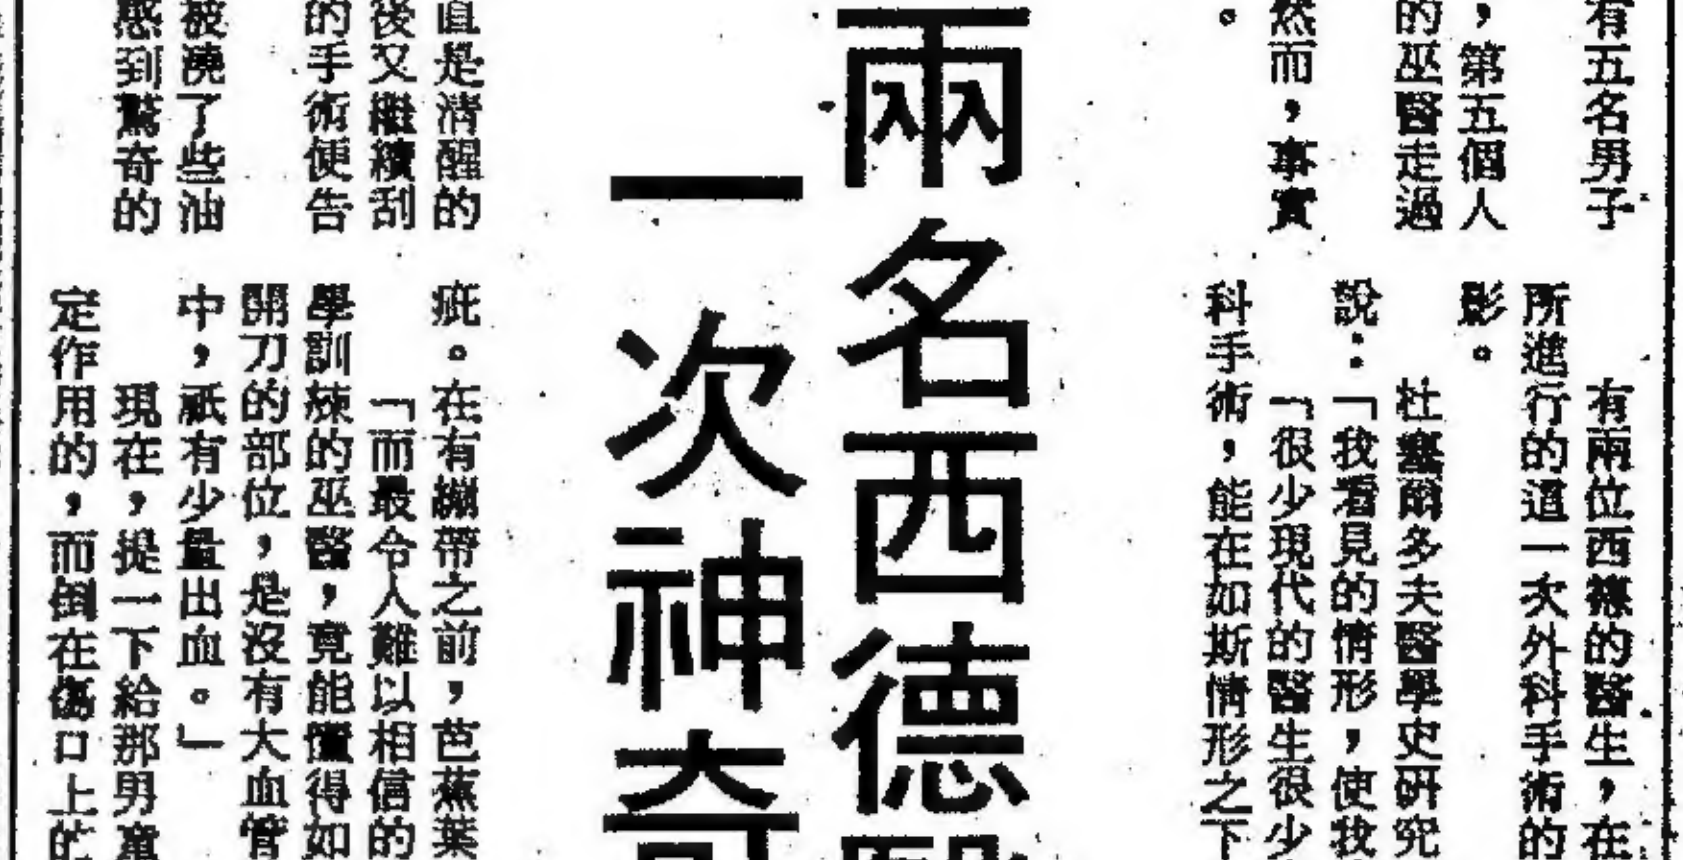 有五名男子
，第五個人
的巫醫走過
然而，事實
。
有兩位西德的醫生，在
所進行的這一次外科手術的
影。
杜塞爾多夫醫學史研究
說：「我看見的情形，使我
「很少現代的醫生很少
科手術，能在如斯情形之下
兩名西德醫
一次神奇
直是清醒的
後又繼續刮
的手術便告
被澆了些油
感到驚奇的
疵。在有繃帶之前，芭蕉葉
「而最令人難以相信的
學訓練的巫醫，竟能懂得如
開刀的部位，是沒有大血管
中，祇有少量出血。」
現在，提一下給那男童
定作用的，而倒在傷口上的